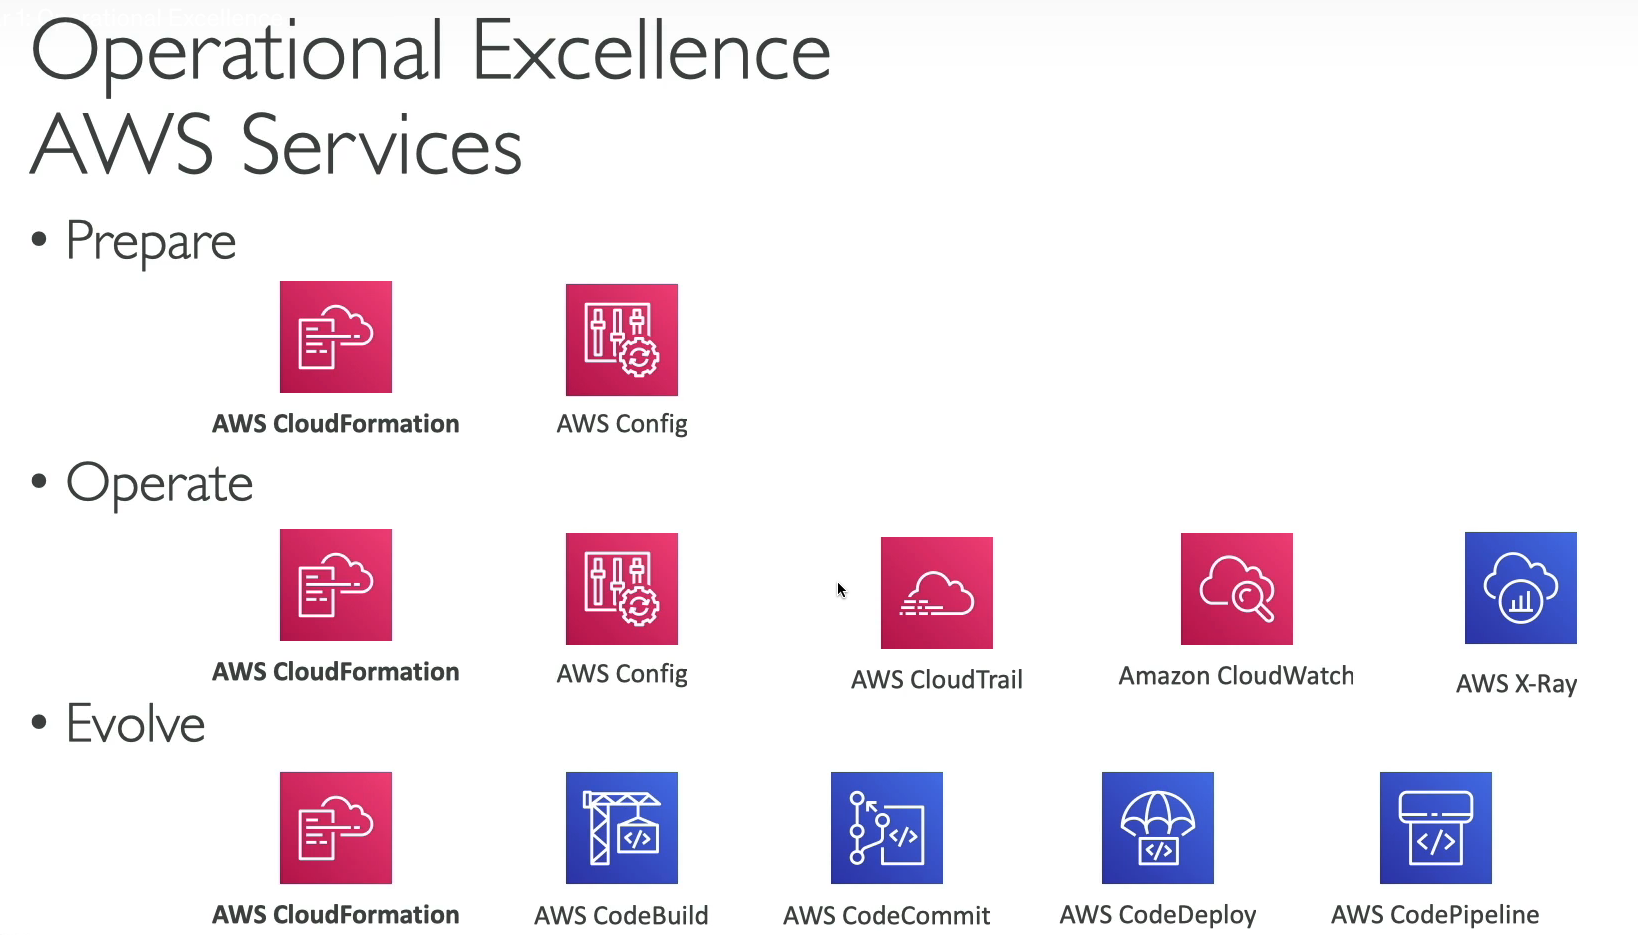 Operational Excellence
AWS Services
• Prepare
AWS CloudFormation
AWS Config
• Operate
AWS CloudFormation
AWS Config
AWS CloudTrail
Amazon CloudWatch
AWS X-Ray
• Evolve
AWS CloudFormation
AWS CodeBuild
AWS CodeCommit
AWS CodeDeploy
AWS CodePipeline